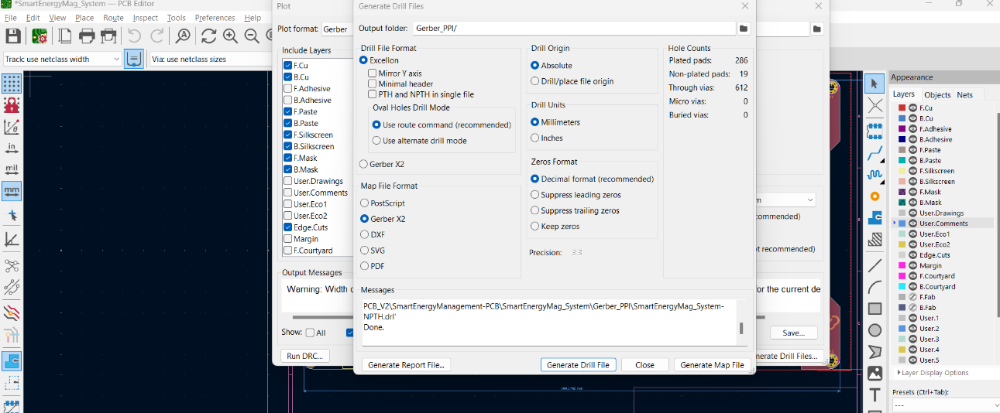 *SmartEnergyMag_System — PCB Editor
File Edit View Place Route Inspect Tools Preferences Help
Track: use netclass width
Via: use netclass sizes
in
mil
mm
Plot
Plot format: Gerber
Include Layers
F.Cu
B.Cu
F.Adhesive
B.Adhesive
F.Paste
B.Paste
F.Silkscreen
B.Silkscreen
F.Mask
B.Mask
User.Drawings
User.Comments
User.Eco1
User.Eco2
Edge.Cuts
Margin
F.Courtyard
Output Messages
Warning: Width
Show: All
Run DRC...
Generate Drill Files
Output folder: Gerber_PPI/
Drill File Format
Excellon
Mirror Y axis
Minimal header
PTH and NPTH in single file
Oval Holes Drill Mode
Use route command (recommended)
Use alternate drill mode
Gerber X2
Map File Format
PostScript
Gerber X2
DXF
SVG
PDF
Drill Origin
Absolute
Drill/place file origin
Drill Units
Millimeters
Inches
Zeros Format
Decimal format (recommended)
Suppress leading zeros
Suppress trailing zeros
Keep zeros
Precision: 3:3
Hole Counts
Plated pads: 286
Non-plated pads: 19
Through vias: 612
Micro vias: 0
Buried vias: 0
Messages
PCB_V2\SmartEnergyManagement-PCB\SmartEnergyMag_System\Gerber_PPI\SmartEnergyMag_System-
NPTH.drl'
Done.
Generate Report File...
Generate Drill File
Close
Generate Map File
ommended)
t recommended)
or the current de
Save...
nerate Drill Files...
Appearance
Layers Objects Nets
F.Cu
B.Cu
F.Adhesive
B.Adhesive
F.Paste
B.Paste
F.Silkscreen
B.Silkscreen
F.Mask
B.Mask
User.Drawings
User.Comments
User.Eco1
User.Eco2
Edge.Cuts
Margin
F.Courtyard
B.Courtyard
F.Fab
B.Fab
User.1
User.2
User.3
User.4
User.5
Layer Display Options
Presets (Ctrl+Tab):
---